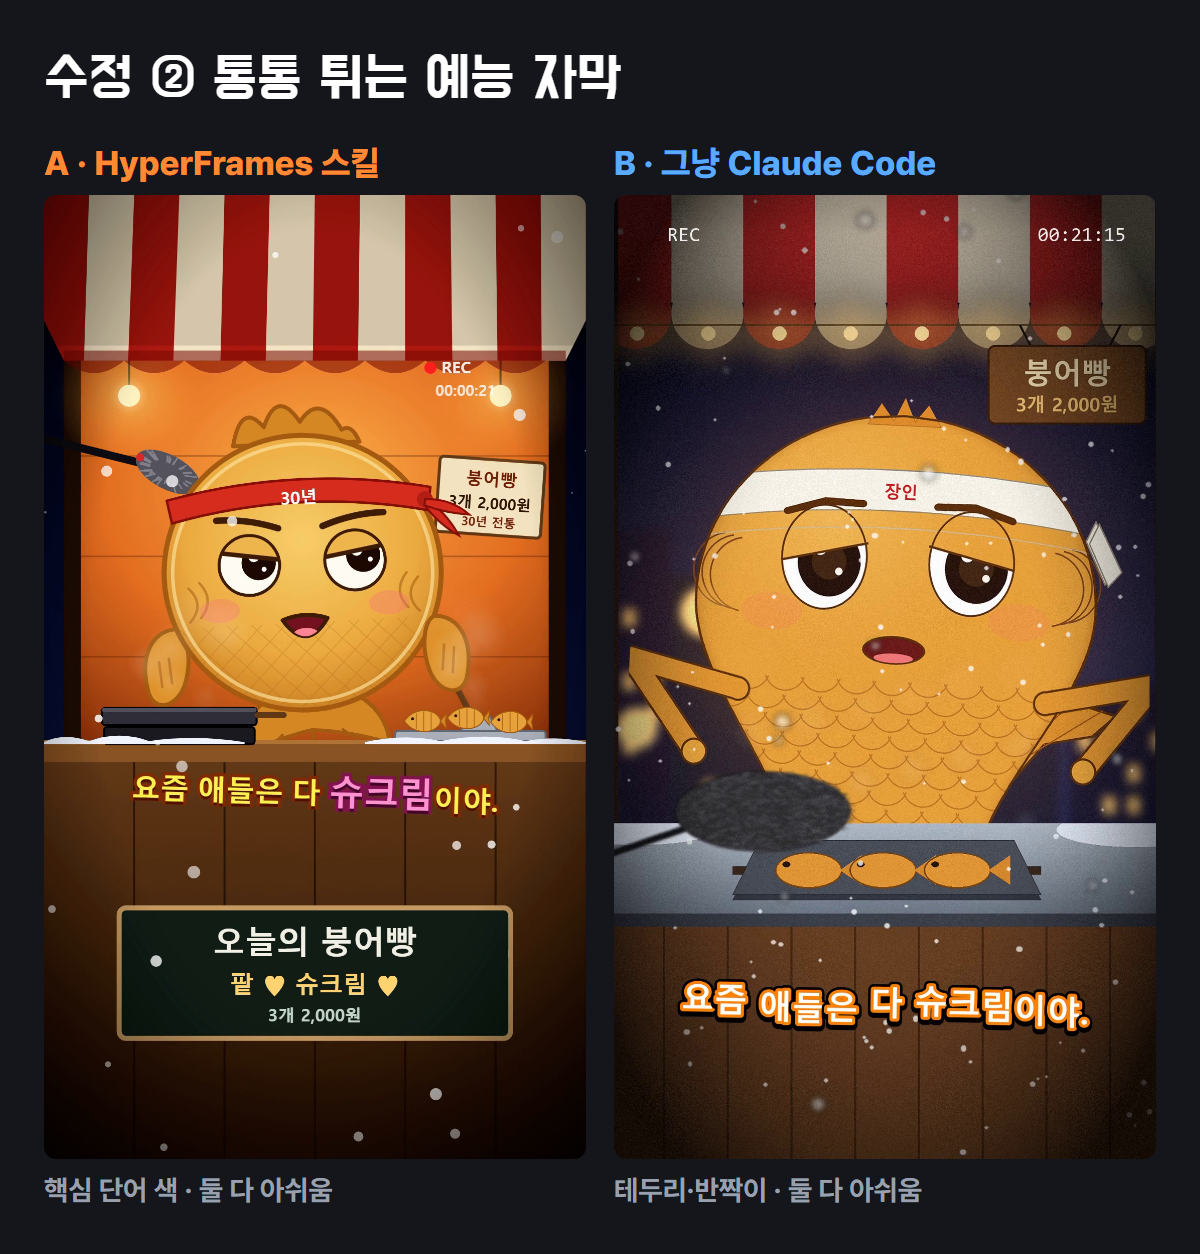 수정 ② 통통 튀는 예능 자막
A · HyperFrames 스킬
REC
00:00:21
30년
붕어빵
3개 2,000원
30년 전통
요즘 애들은 다 슈크림이야.
오늘의 붕어빵
팥 ♥ 슈크림 ♥
3개 2,000원
핵심 단어 색 · 둘 다 아쉬움
B · 그냥 Claude Code
REC
00:21:15
붕어빵
3개 2,000원
장인
요즘 애들은 다 슈크림이야.
테두리·반짝이 · 둘 다 아쉬움